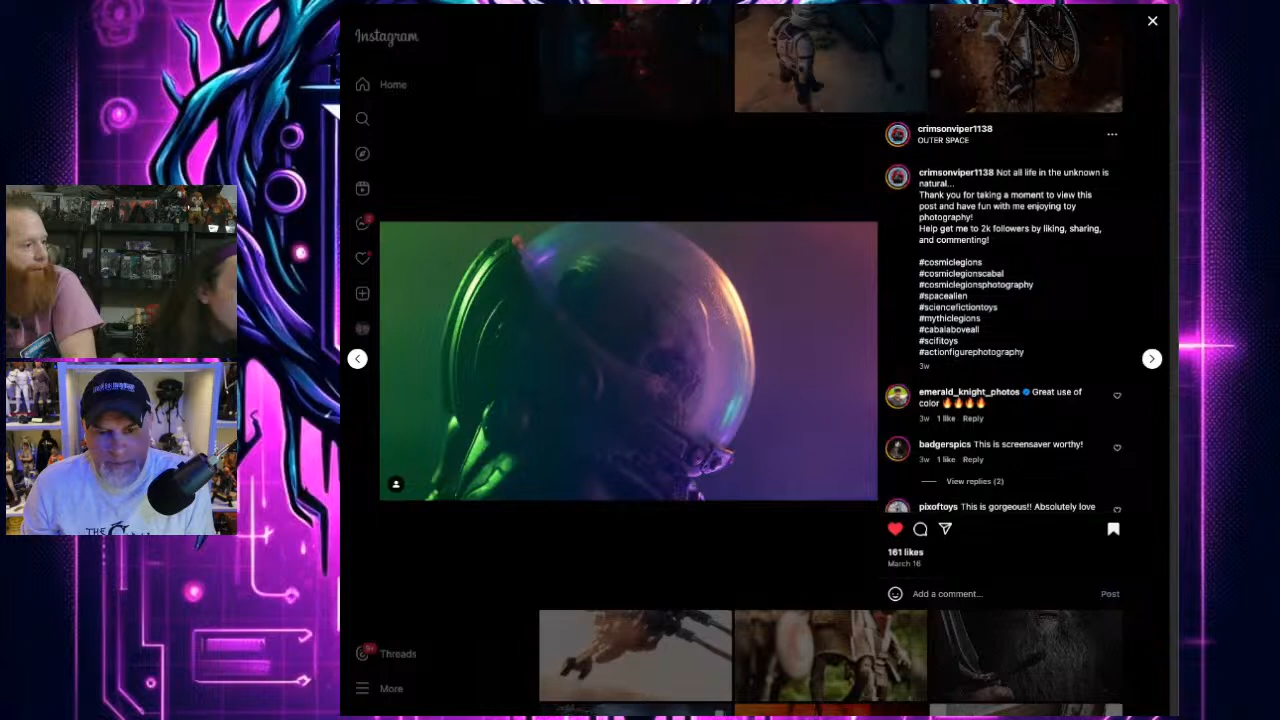 Instagram
Home
crimsonviper1138
OUTER SPACE
crimsonviper1138 Not all life in the unknown is
natural...
Thank you for taking a moment to view this
post and have fun with me enjoying toy
photography!
Help get me to 2k followers by liking, sharing,
and commenting!
#cosmiclegions
#cosmiclegionscabal
#cosmiclegionsphotography
#spacealien
#sciencefictiontoys
#mythiclegions
#cabalaboveall
#scifitoys
#actionfigurephotography
3w
emerald_knight_photos Great use of
color
3w 1 like Reply
badgerspics This is screensaver worthy!
3w 1 like Reply
View replies (2)
pixoftoys This is gorgeous!! Absolutely love
161 likes
March 16
Add a comment...
Post
Threads
More
THE